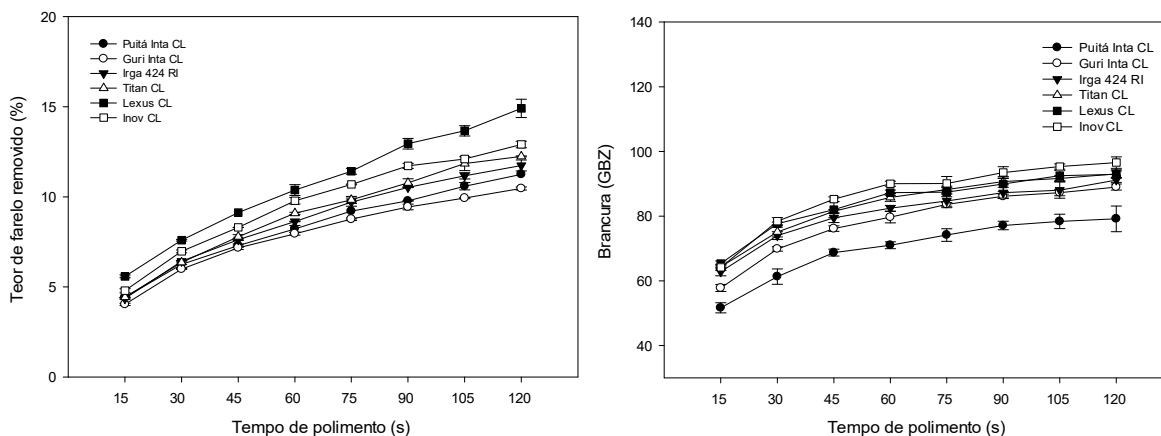 Teor de farelo removido (%)
20
15
10
5
0
Puitá Inta CL
Guri Inta CL
Irga 424 RI
Titan CL
Lexus CL
Inov CL
15 30 45 60 75 90 105 120
Tempo de polimento (s)
Brancura (GBZ)
140
120
100
80
60
40
Puitá Inta CL
Guri Inta CL
Irga 424 RI
Titan CL
Lexus CL
Inov CL
15 30 45 60 75 90 105 120
Tempo de polimento (s)